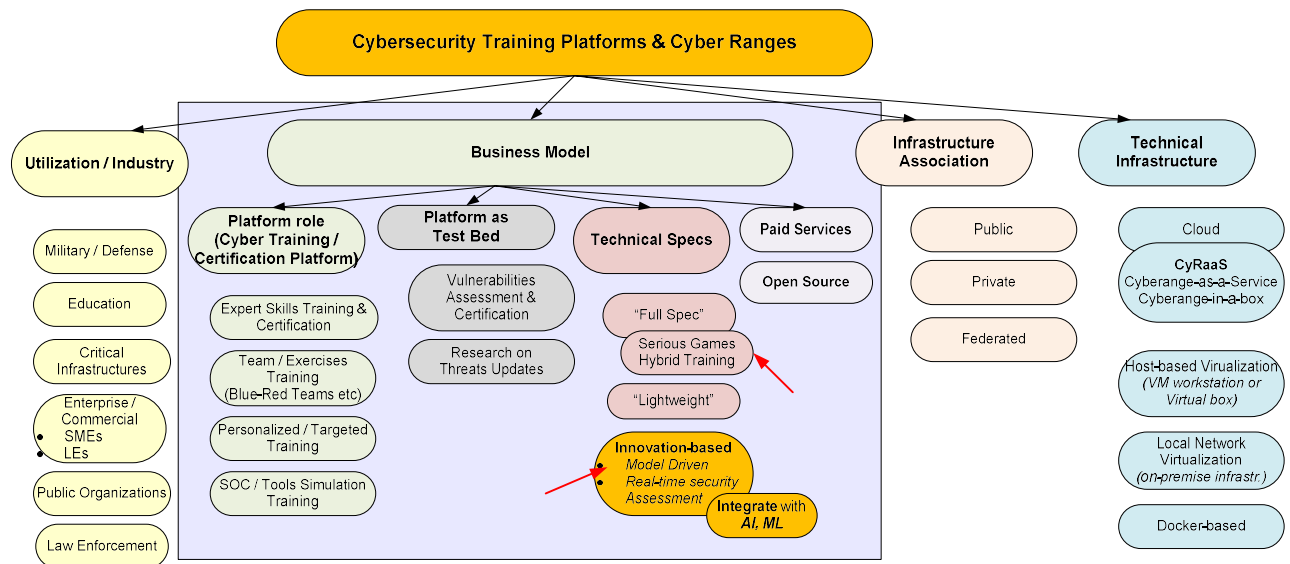 Cybersecurity Training Platforms & Cyber Ranges
Utilization / Industry
Business Model
Infrastructure
Association
Technical
Infrastructure
Military / Defense
Education
Critical
Infrastructures
Enterprise /
Commercial
• SMEs
• LEs
Public Organizations
Law Enforcement
Platform role
(Cyber Training /
Certification Platform)
Expert Skills Training &
Certification
Team / Exercises
Training
(Blue-Red Teams etc)
Personalized / Targeted
Training
SOC / Tools Simulation
Training
Platform as
Test Bed
Vulnerabilities
Assessment &
Certification
Research on
Threats Updates
Technical Specs
“Full Spec”
Serious Games
Hybrid Training
“Lightweight”
Innovation-based
• Model Driven
• Real-time security
Assessment
Integrate with
AI, ML
Paid Services
Open Source
Public
Private
Federated
Cloud
CyRaaS
Cyberange-as-a-Service
Cyberange-in-a-box
Host-based Virualization
(VM workstation or
Virtual box)
Local Network
Virtualization
(on-premise infrastr.)
Docker-based